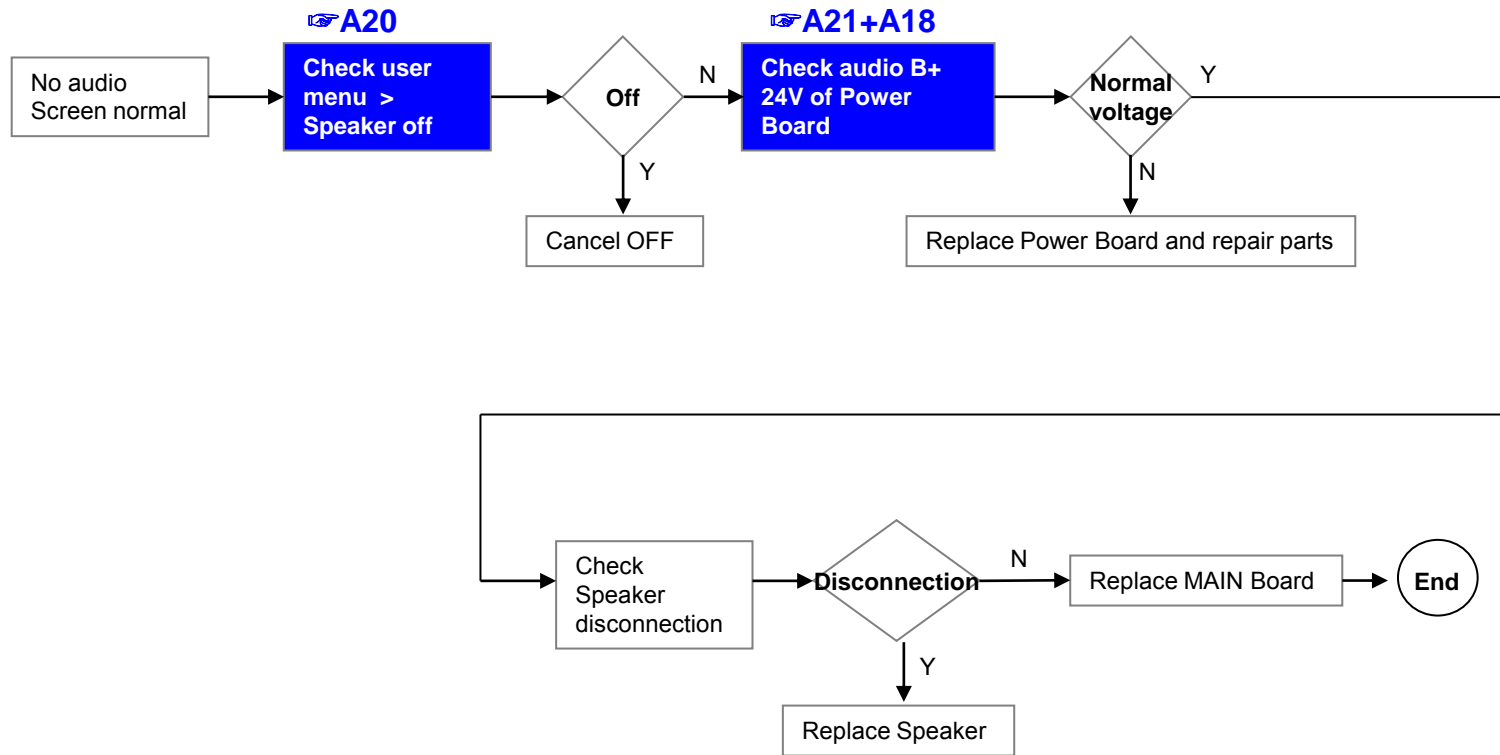 ☞A20
☞A21+A18
No audio
Screen normal
Check user
menu >
Speaker off
Off
N
Check audio B+
24V of Power
Board
Normal
voltage
Y
Y
N
Cancel OFF
Replace Power Board and repair parts
Check
Speaker
disconnection
Disconnection
N
Replace MAIN Board
End
Y
Replace Speaker